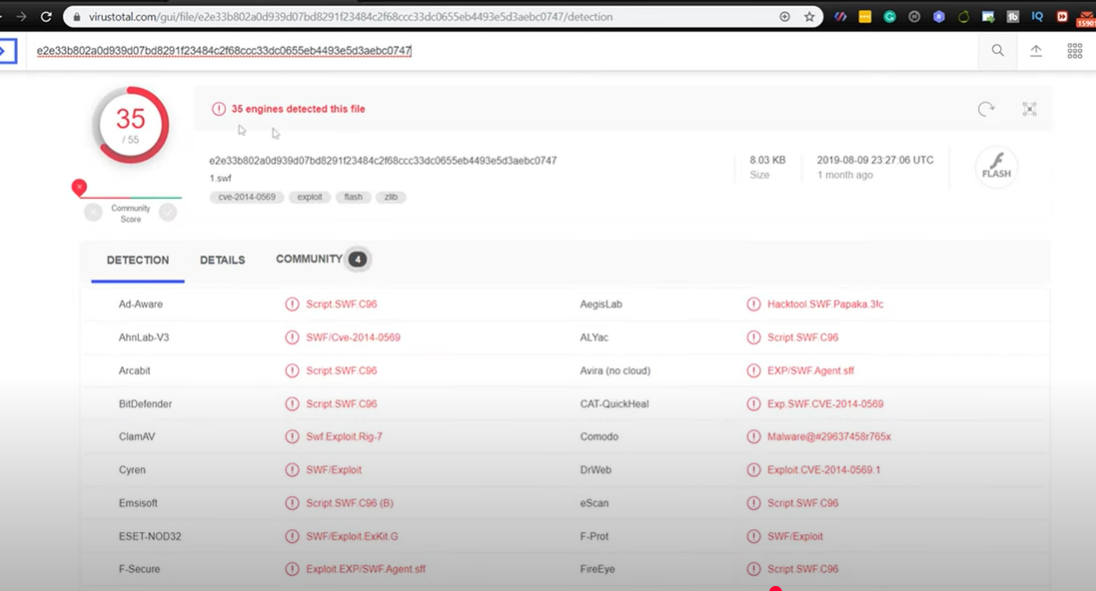 virustotal.com/gui/file/e2e33b802a0d939d07bd8291f23484c2f68ccc33dc0655eb4493e5d3aebc0747/detection
IQ
1590
e2e33b802a0d939d07bd8291f23484c2f68ccc33dc0655eb4493e5d3aebc0747
35
/ 55
35 engines detected this file
e2e33b802a0d939d07bd8291f23484c2f68ccc33dc0655eb4493e5d3aebc0747
1.swf
cve-2014-0569 exploit flash zlib
8.03 KB
Size
2019-08-09 23:27:06 UTC
1 month ago
FLASH
Community
Score
DETECTION DETAILS COMMUNITY 4
Ad-Aware Script.SWF.C96 AegisLab Hacktool.SWF.Papaka.3!c
AhnLab-V3 SWF/Cve-2014-0569 ALYac Script.SWF.C96
Arcabit Script.SWF.C96 Avira (no cloud) EXP/SWF.Agent.sff
BitDefender Script.SWF.C96 CAT-QuickHeal Exp.SWF.CVE-2014-0569
ClamAV Swf.Exploit.Rig-7 Comodo Malware@#29637458r765x
Cyren SWF/Exploit DrWeb Exploit.CVE-2014-0569.1
Emsisoft Script.SWF.C96 (B) eScan Script.SWF.C96
ESET-NOD32 SWF/Exploit.ExKit.G F-Prot SWF/Exploit
F-Secure Exploit.EXP/SWF.Agent.sff FireEye Script.SWF.C96